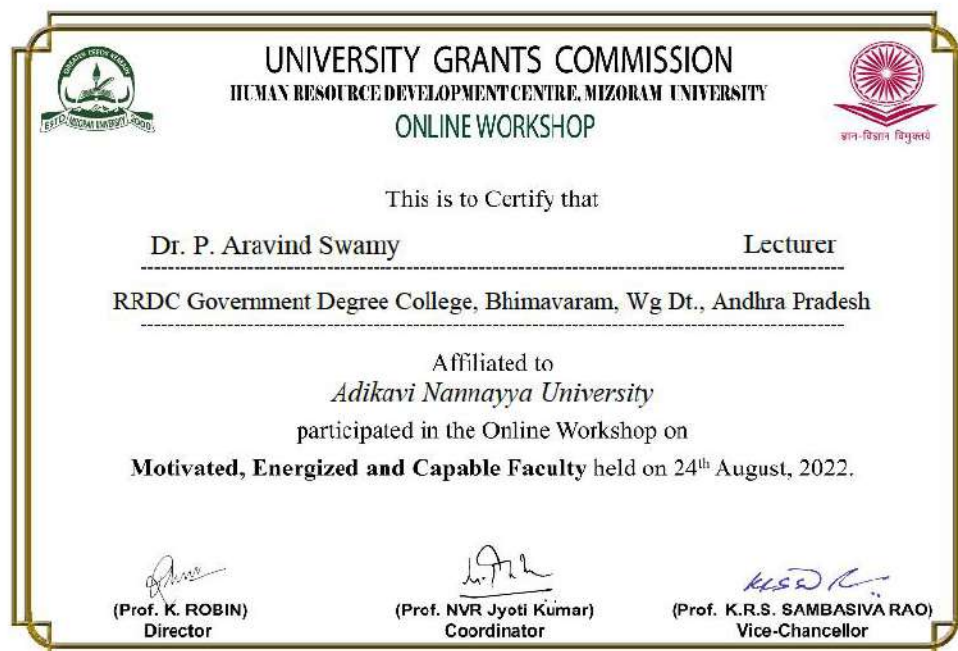 UNIVERSITY GRANTS COMMISSION
HUMAN RESOURCE DEVELOPMENT CENTRE, MIZORAM UNIVERSITY
ONLINE WORKSHOP
MIZORAM UNIVERSITY
ज्ञान-विज्ञान विमुक्तये
This is to Certify that
Dr. P. Aravind Swamy Lecturer
RRDC Government Degree College, Bhimavaram, Wg Dt., Andhra Pradesh
Affiliated to
Adikavi Nannayya University
participated in the Online Workshop on
Motivated, Energized and Capable Faculty held on 24th August, 2022.
(Prof. K. ROBIN) (Prof. NVR Jyoti Kumar) (Prof. K.R.S. SAMBASIVA RAO)
Director Coordinator Vice-Chancellor